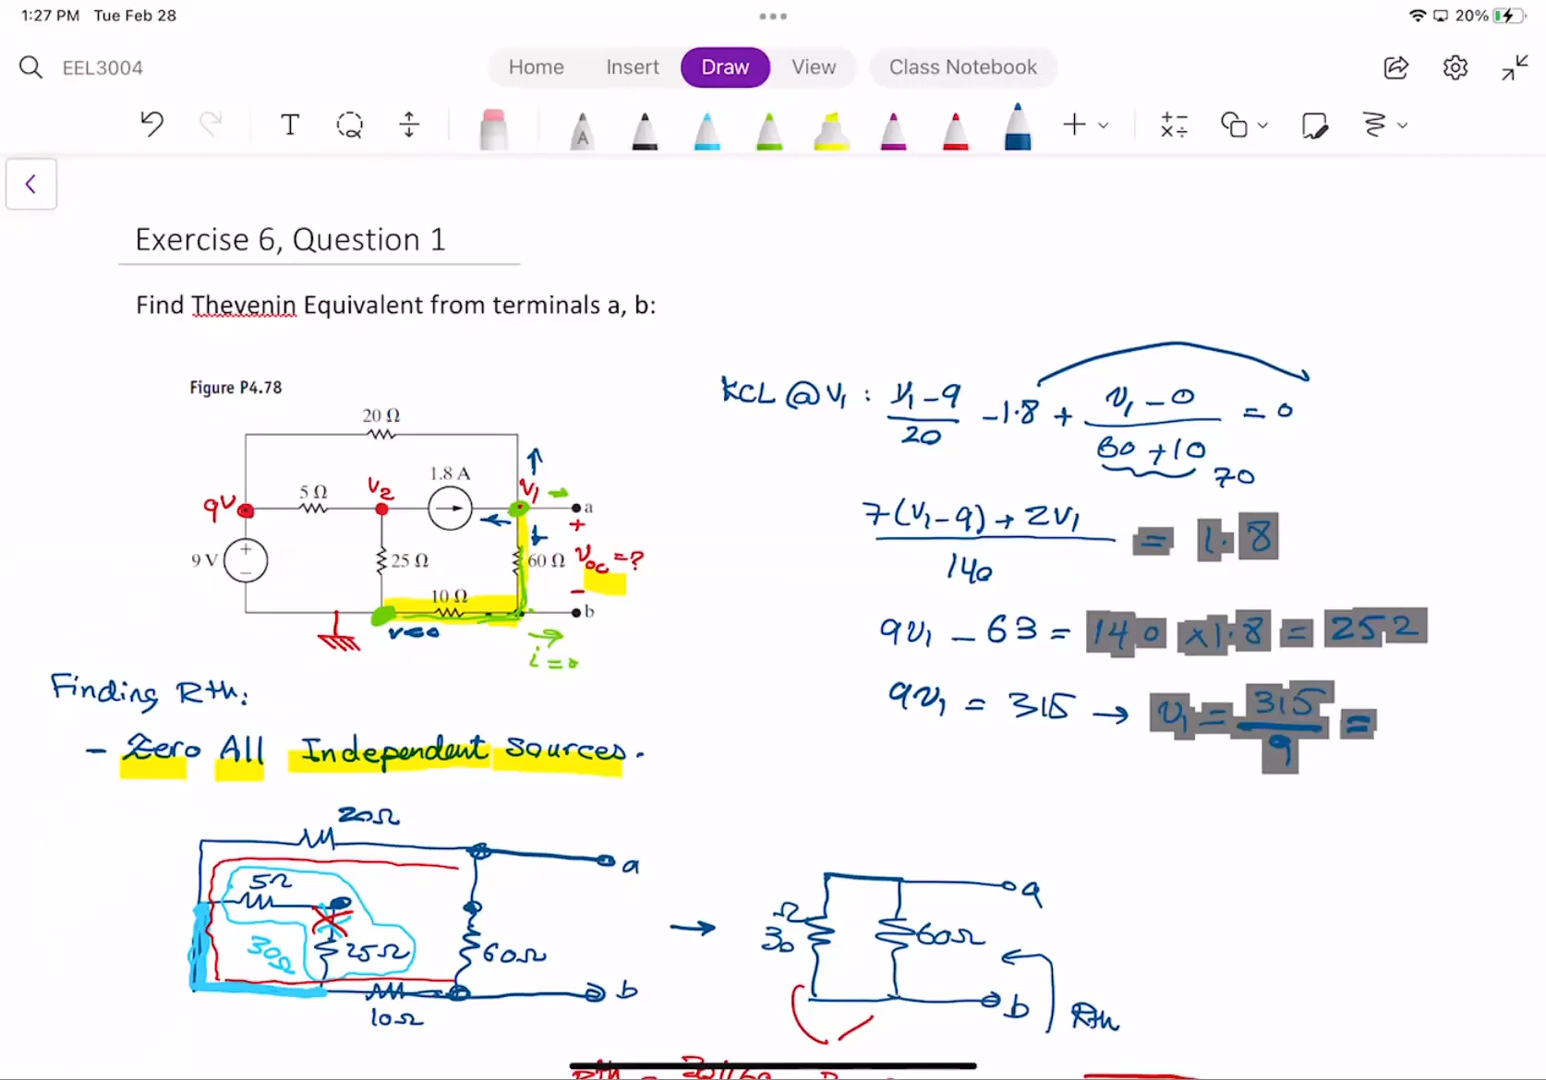 1:27 PM Tue Feb 28
20%
EEL3004
Home Insert Draw View Class Notebook
T
A
Exercise 6, Question 1
Find Thevenin Equivalent from terminals a, b:
Figure P4.78
20 Ω
5 Ω
1.8 A
9V
V2
V1
a
+
9 V
+
−
25 Ω
60 Ω
Voc = ?
10 Ω
−
b
v=0
i=0
KCL @ V1 : V1-9/20 -1.8 + V1-0/60+10 = 0
70
7(V1-9) + 2V1/140 = 1.8
9V1 - 63 = 140 ×1.8 = 252
9V1 = 315 → V1 = 315/9 =
Finding Rth:
- Zero All Independent Sources.
20Ω
a
5Ω
30Ω
25Ω
60Ω
10Ω
b
→
a
Ω
30
60Ω
b
Rth